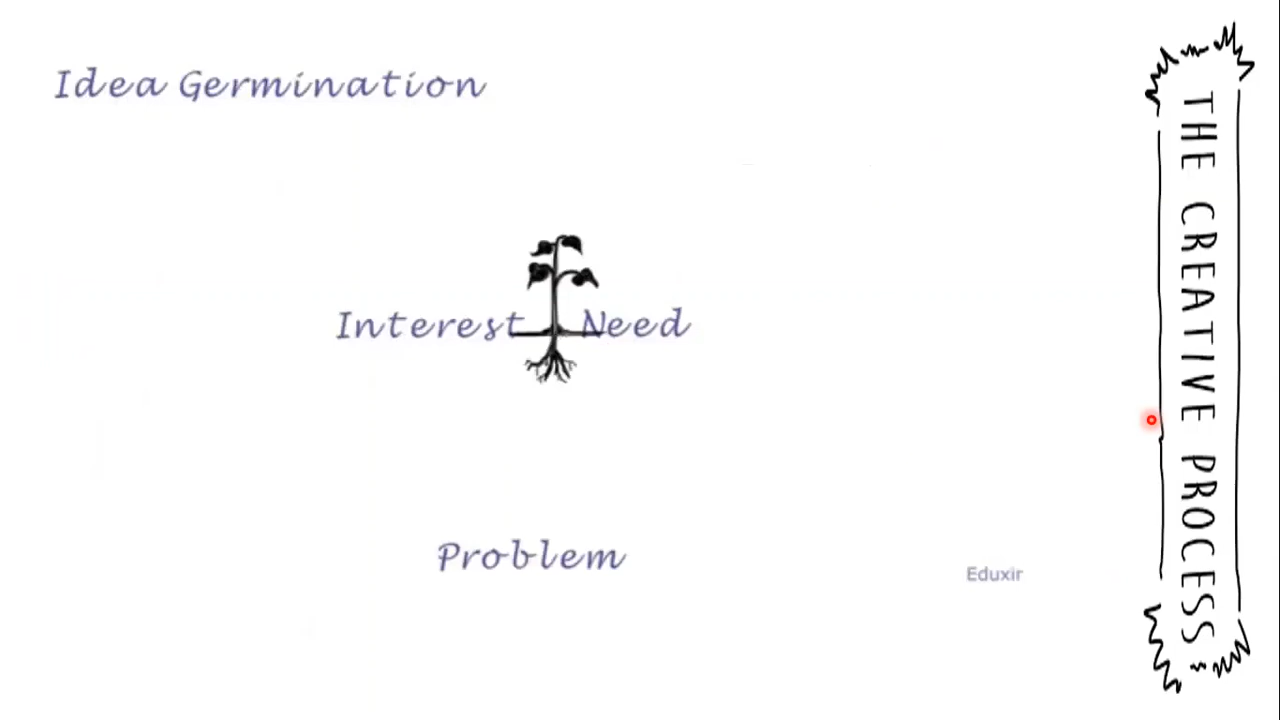 Idea Germination
Interest Need
Problem
Eduxir
THE CREATIVE PROCESS